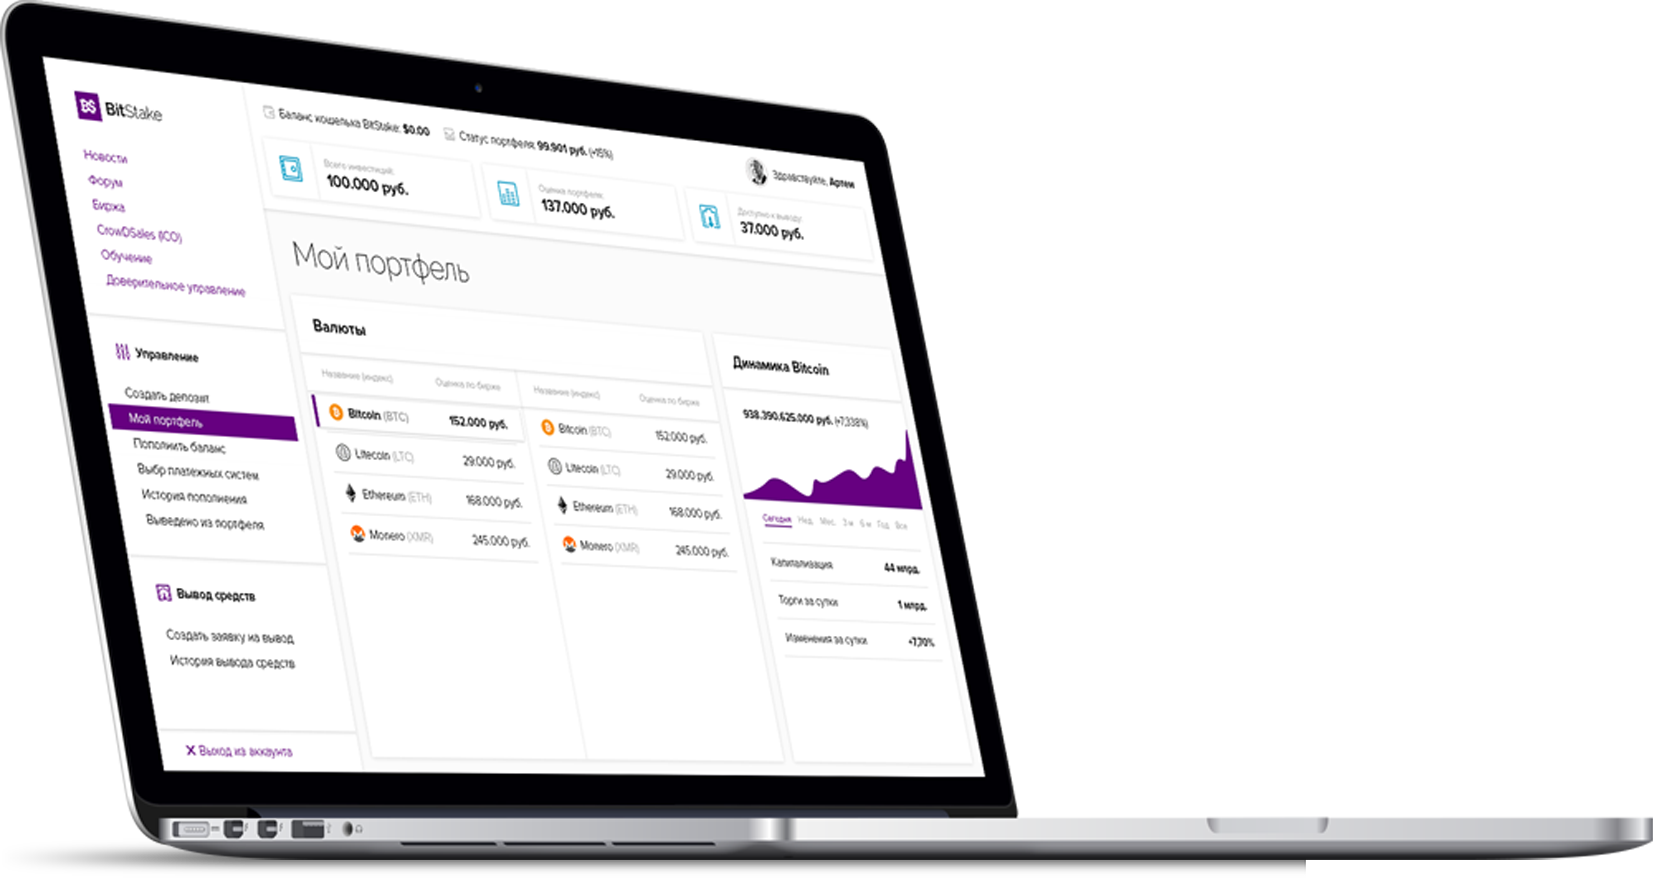 BitStake
Новости
Форум
Биржа
CrowDSales (ICO)
Обучение
Доверительное управление
Управление
Создать депозит
Мой портфель
Пополнить баланс
Выбр платежных систем
История пополнения
Выведено из портфеля
Вывод средств
Создать заявку на вывод
История вывода средств
X Выход из аккаунта
Баланс кошелька BitStake: $0.00
Статус портфеля: 99.901 руб. (+15%)
Здравствуйте, Артем
Всего инвестиций:
100.000 руб.
Оценка портфеля:
137.000 руб.
Доступно к выводу:
37.000 руб.
Мой портфель
Валюты
Название (индекс) Оценка по бирже Название (индекс) Оценка по бирже
Bitcoin (BTC) 152.000 руб. Bitcoin (BTC) 152.000 руб.
Litecoin (LTC) 29.000 руб. Litecoin (LTC) 29.000 руб.
Ethereum (ETH) 168.000 руб. Ethereum (ETH) 168.000 руб.
Monero (XMR) 245.000 руб. Monero (XMR) 245.000 руб.
Динамика Bitcoin
938.390.625.000 руб. (+7,338%)
Сегодня Нед. Мес. 3 м 6 м Год Все
Капитализация 44 млрд.
Торги за сутки 1 млрд.
Изменения за сутки +7,70%